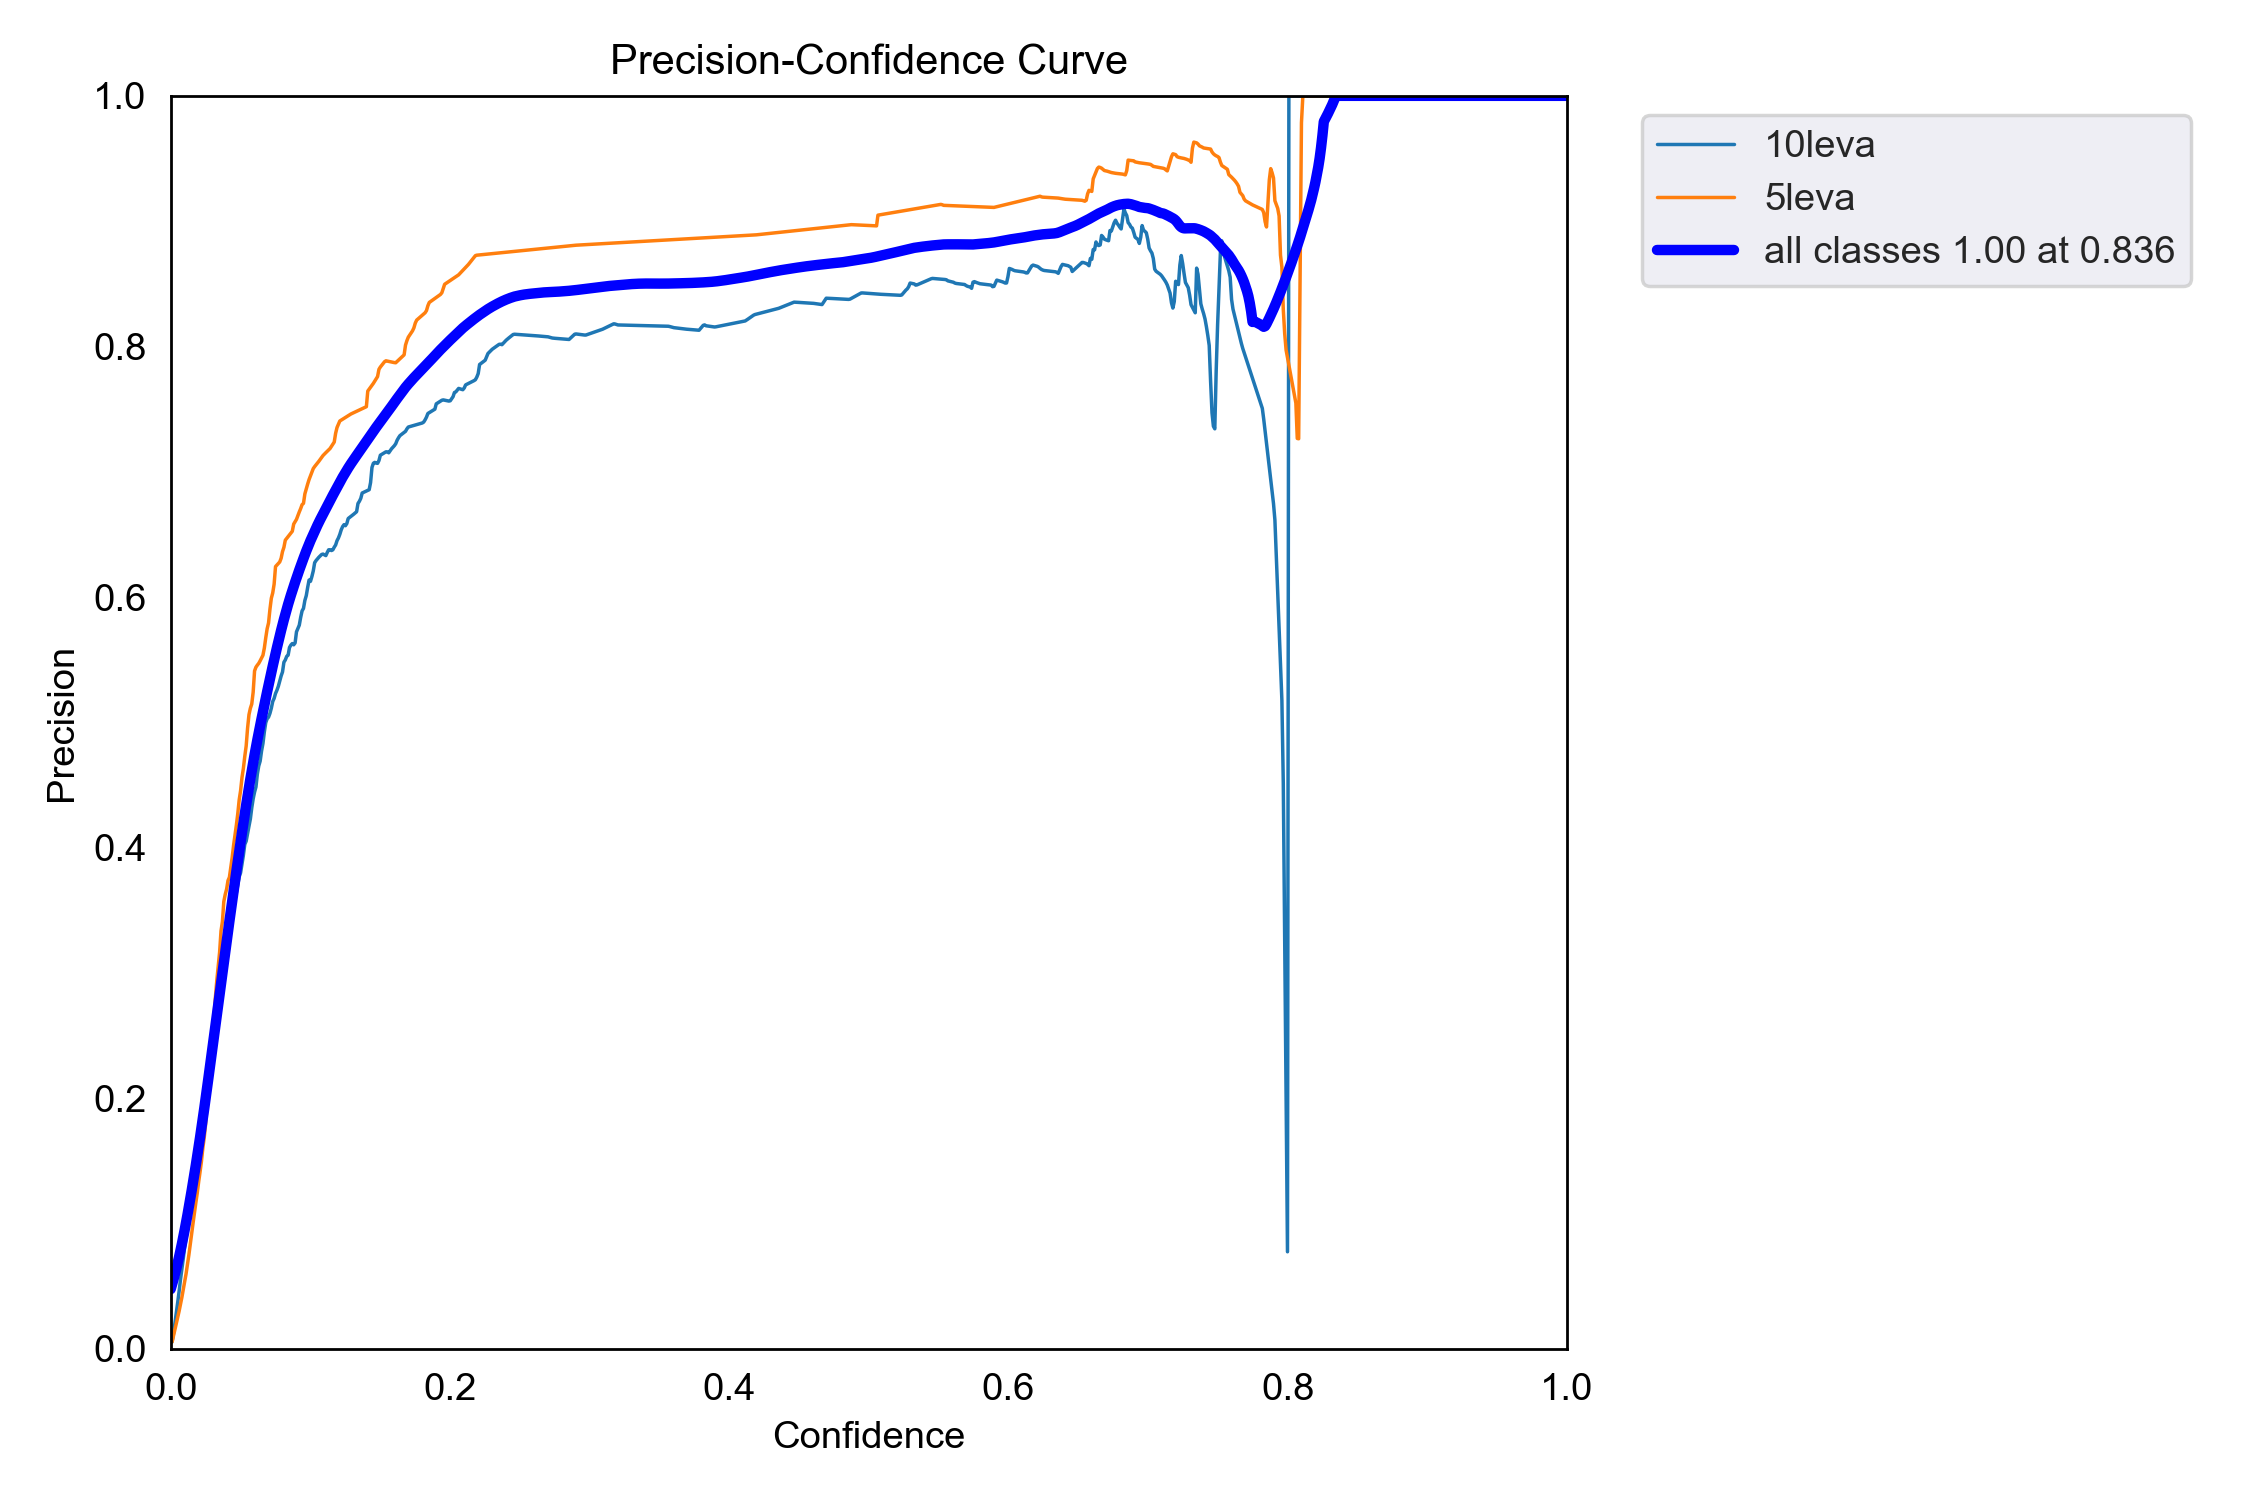 Precision-Confidence Curve
1.0
0.8
0.6
0.4
0.2
0.0
Precision
0.0 0.2 0.4 0.6 0.8 1.0
Confidence
10leva
5leva
all classes 1.00 at 0.836